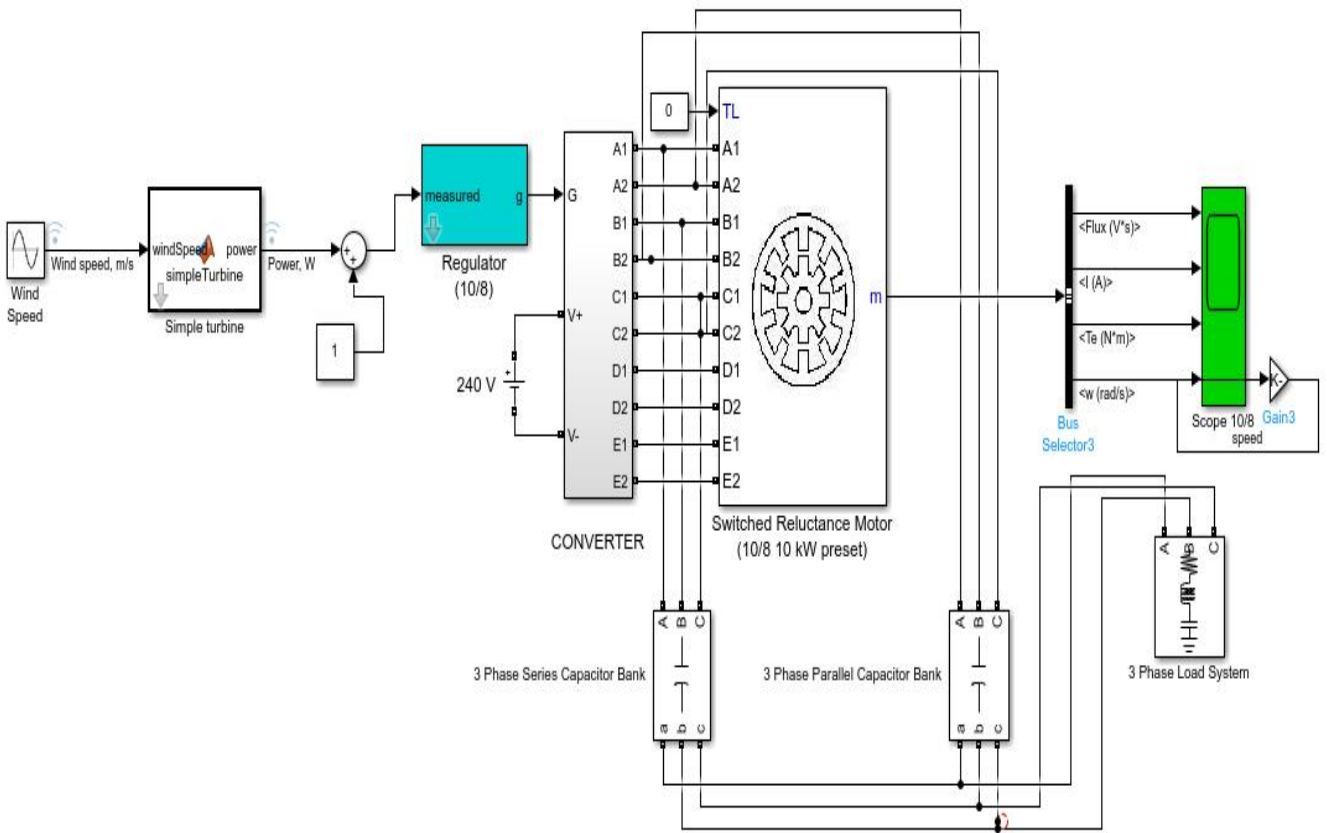 Wind speed, m/s
Wind
Speed
windSpeed
power
simpleTurbine
Simple turbine
Power, W
+
+
1
measured
g
Regulator
(10/8)
G
V+
V-
+
240 V
A1
A2
B1
B2
C1
C2
D1
D2
E1
E2
CONVERTER
0
TL
A1
A2
B1
B2
C1
C2
D1
D2
E1
E2
m
Switched Reluctance Motor
(10/8 10 kW preset)
<Flux (V*s)>
<I (A)>
<Te (N*m)>
<w (rad/s)>
Bus
Selector3
Scope 10/8
speed
K-
Gain3
A B C
3 Phase Series Capacitor Bank
a b c
A B C
3 Phase Parallel Capacitor Bank
a b c
A B C
3 Phase Load System